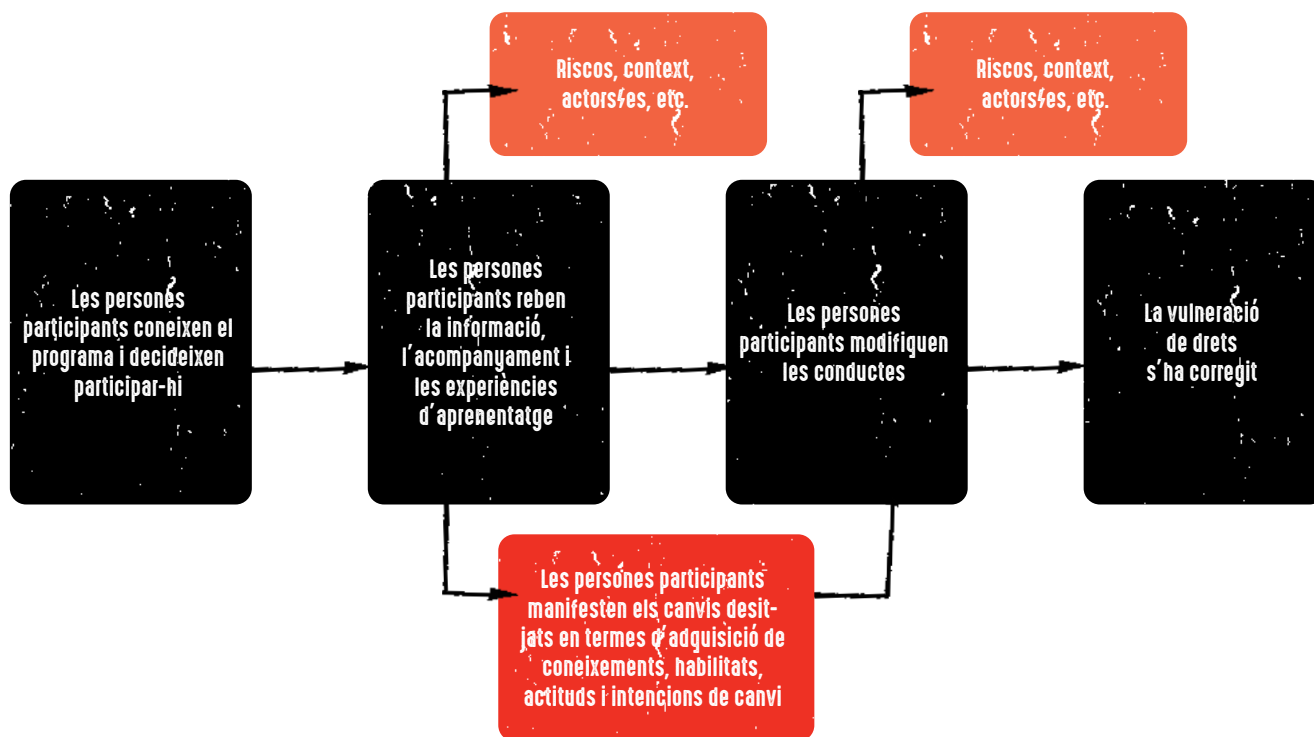 Riscos, context,
actors/es, etc.
Riscos, context,
actors/es, etc.
Les persones
participants coneixen el
programa i decideixen
participar-hi
Les persones
participants reben
la informació,
l'acompanyament i
les experiències
d'aprenentatge
Les persones
participants modifiquen
les conductes
La vulneració
de drets
s'ha corregit
Les persones participants
manifesten els canvis desit-
jats en termes d'adquisició de
coneixements, habilitats,
actituds i intencions de canvi